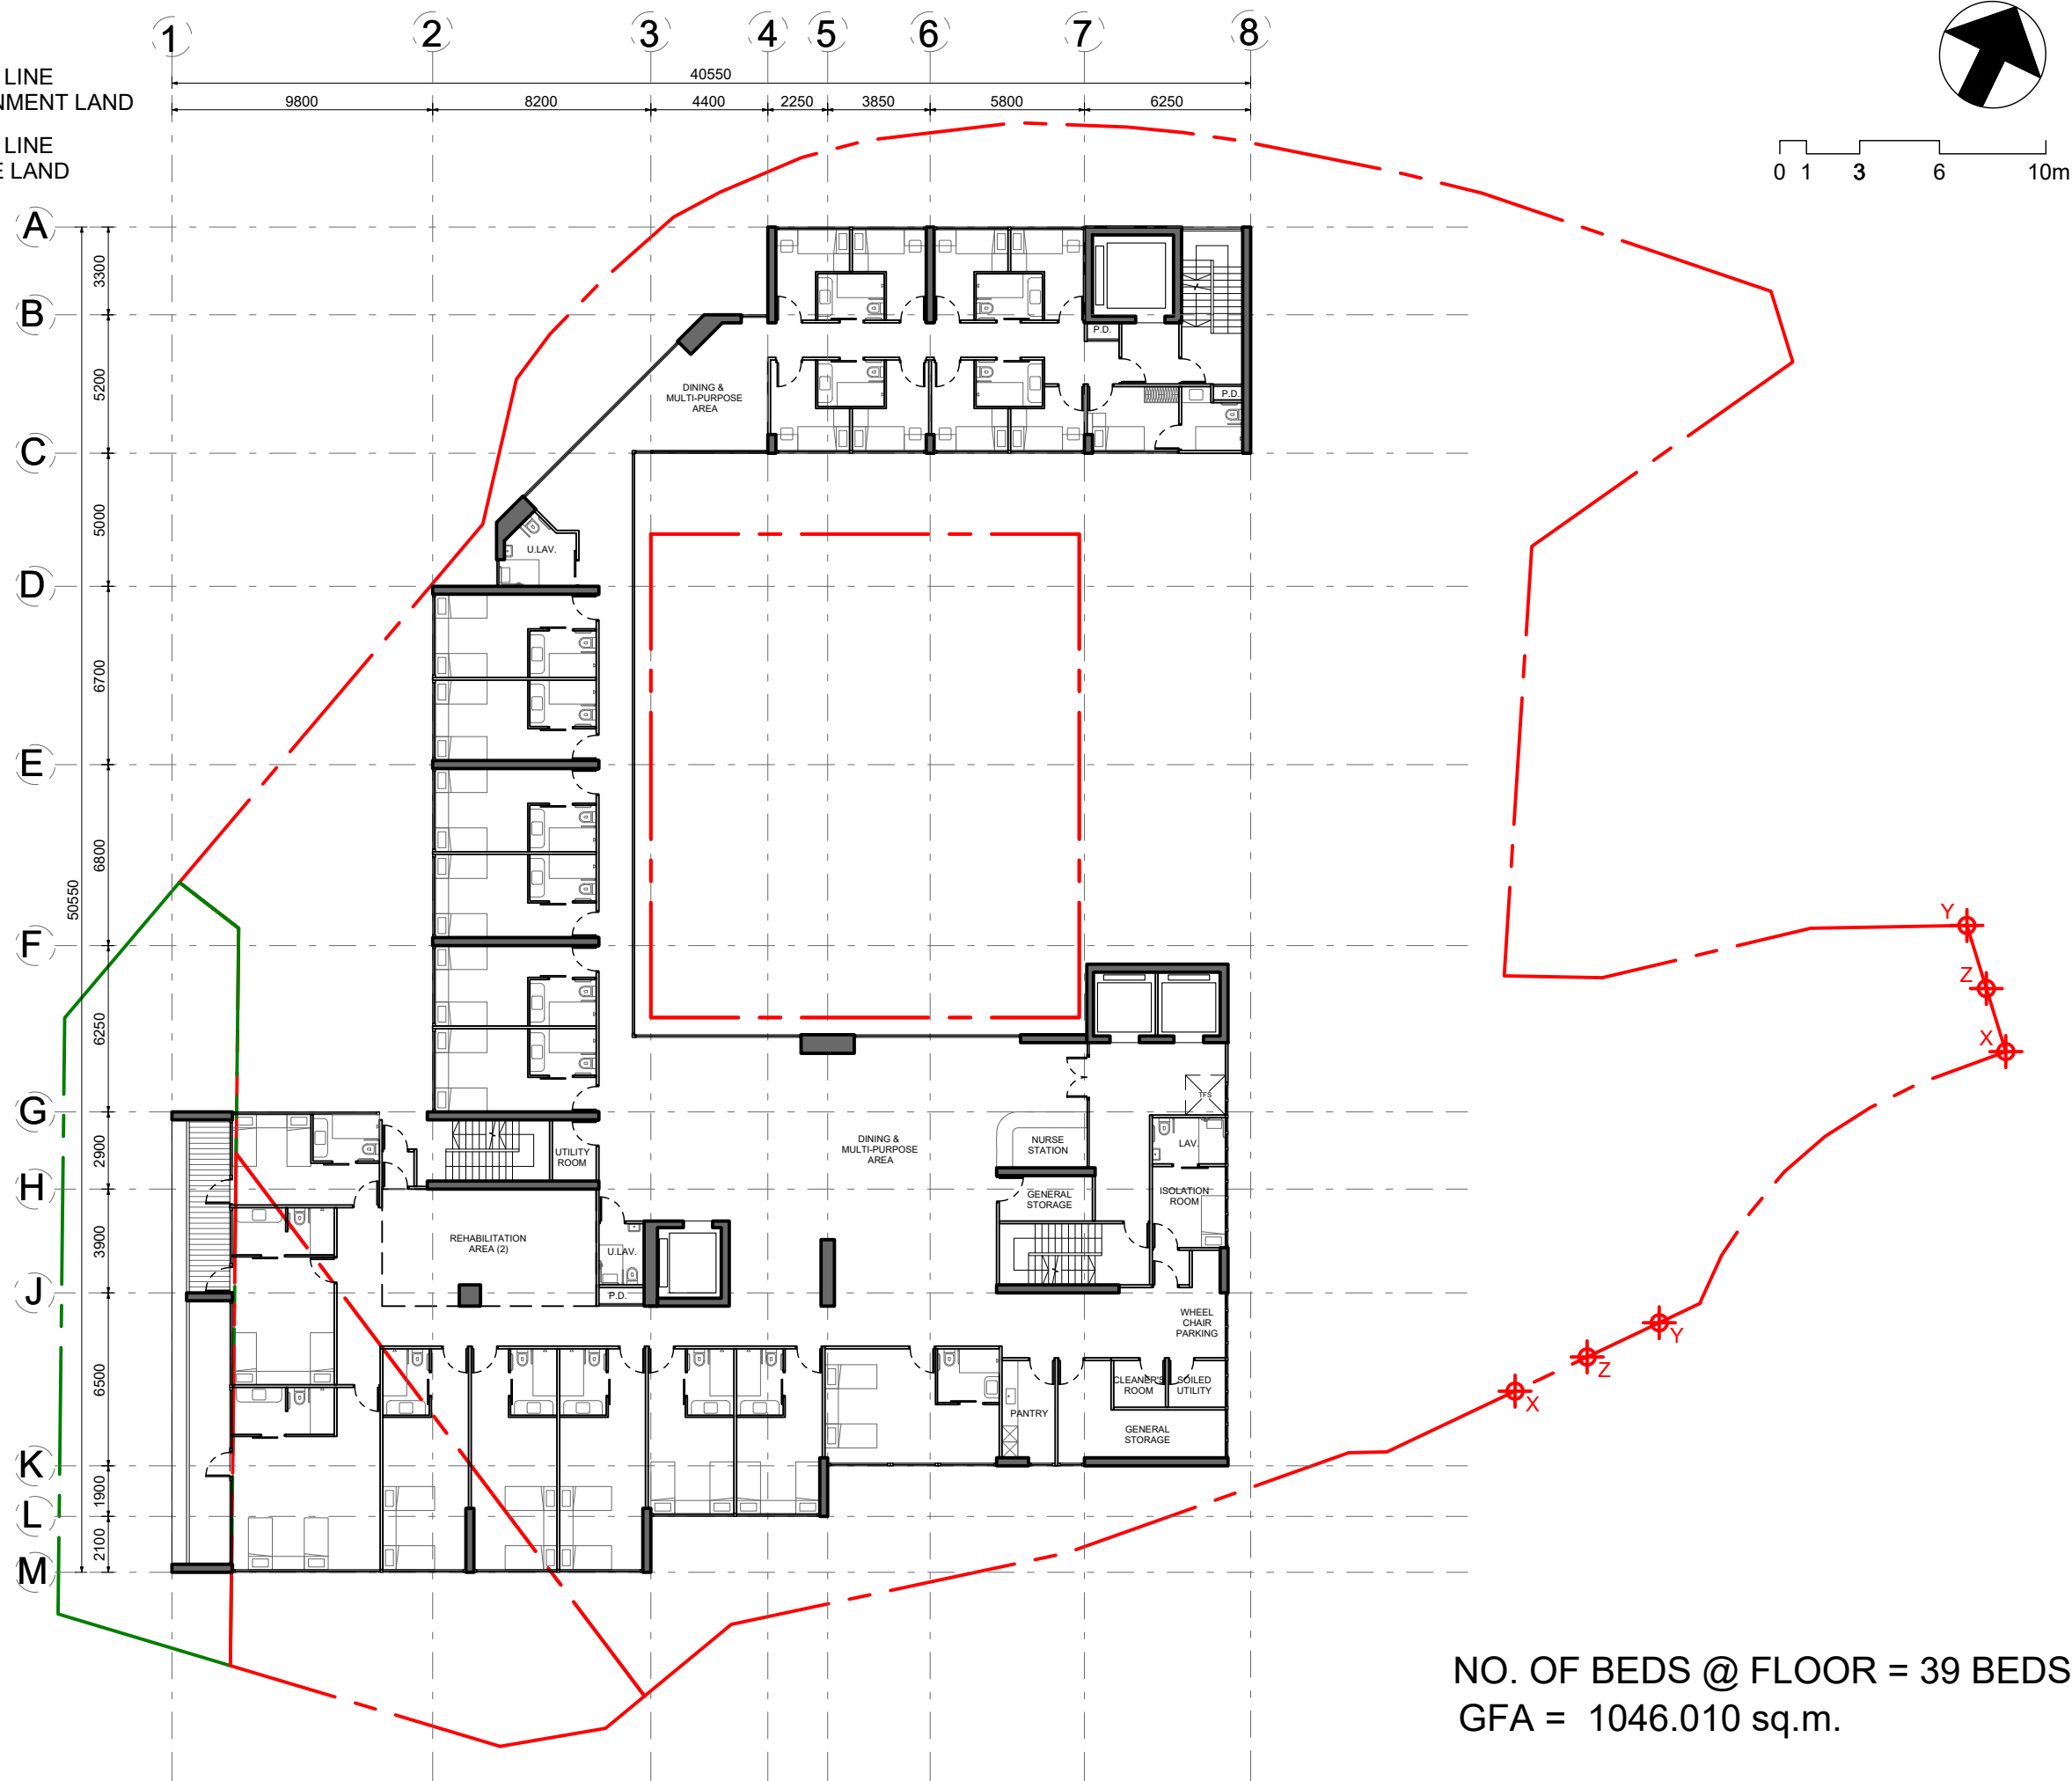 1 2 3 4 5 6 7 8
LINE
NMENT LAND
LINE
E LAND
40550
9800 8200 4400 2250 3850 5800 6250
0 1 3 6 10m
A
B
C
D
E
F
G
H
J
K
L
M
3300
5200
5000
6700
6800
6250
2900
3900
6500
1900
2100
50550
P.D.
DINING &
MULTI-PURPOSE
AREA
P.D.
U.LAV.
Y
Z
X
TFS
UTILITY
ROOM
DINING &
MULTI-PURPOSE
AREA
NURSE
STATION
LAV.
GENERAL
STORAGE
ISOLATION
ROOM
REHABILITATION
AREA (2)
U.LAV.
P.D.
WHEEL
CHAIR
PARKING
Y
Z
X
CLEANER'S
ROOM
SOILED
UTILITY
PANTRY
GENERAL
STORAGE
NO. OF BEDS @ FLOOR = 39 BEDS
GFA = 1046.010 sq.m.